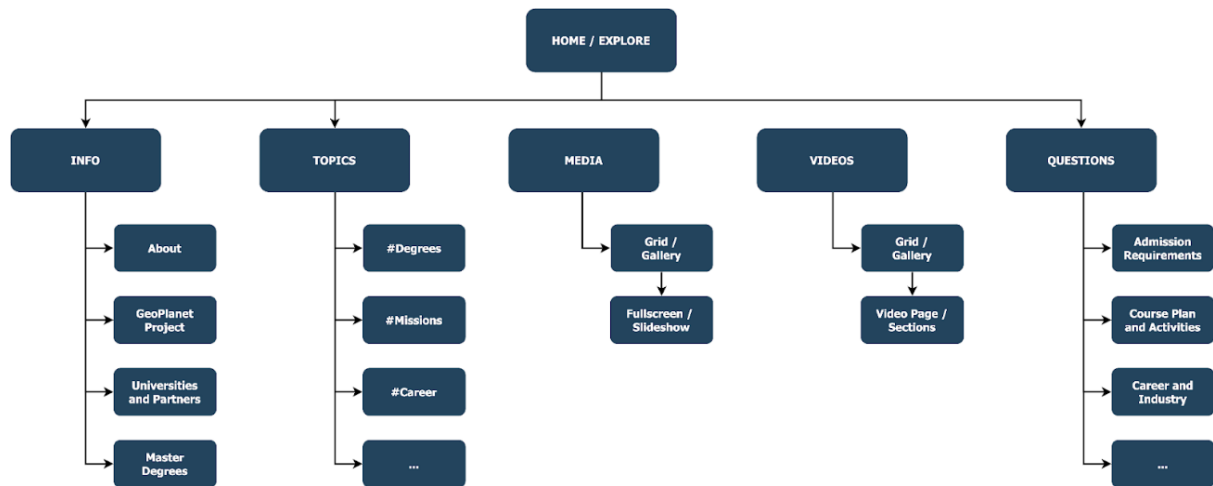 HOME / EXPLORE
INFO
TOPICS
MEDIA
VIDEOS
QUESTIONS
About
GeoPlanet
Project
Universities
and Partners
Master
Degrees
#Degrees
#Missions
#Career
...
Grid /
Gallery
Fullscreen /
Slideshow
Grid /
Gallery
Video Page /
Sections
Admission
Requirements
Course Plan
and Activities
Career and
Industry
...